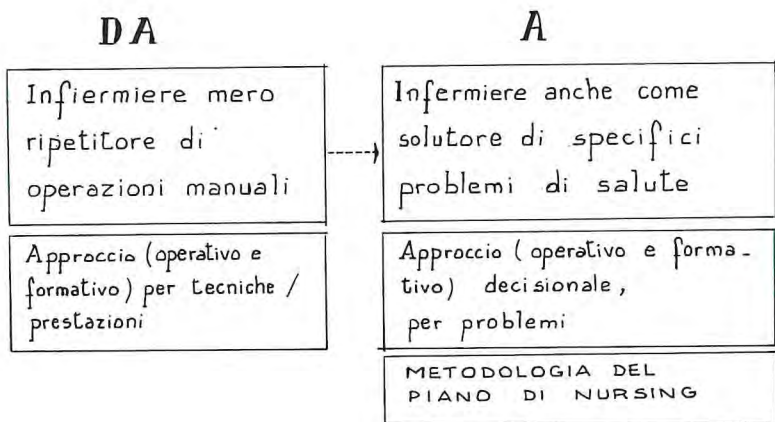 DA
Infiermiere mero
ripetitore di
operazioni manuali
Approccio (operativo e
formativo) per tecniche /
prestazioni
A
Infermiere anche come
solutore di specifici
problemi di salute
Approccio (operativo e forma-
tivo) decisionale,
per problemi
METODOLOGIA DEL
PIANO DI NURSING